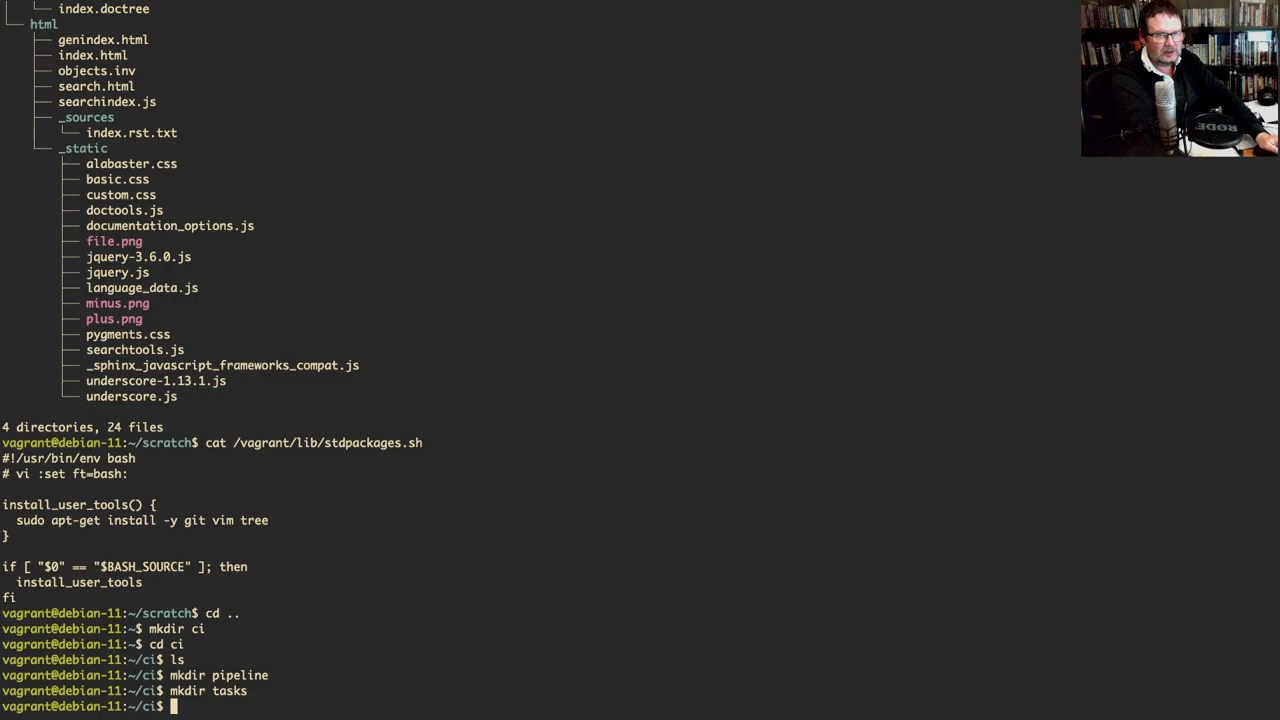 │   └── index.doctree
└── html
├── genindex.html
├── index.html
├── objects.inv
├── search.html
├── searchindex.js
├── _sources
│   └── index.rst.txt
└── _static
├── alabaster.css
├── basic.css
├── custom.css
├── doctools.js
├── documentation_options.js
├── file.png
├── jquery-3.6.0.js
├── jquery.js
├── language_data.js
├── minus.png
├── plus.png
├── pygments.css
├── searchtools.js
├── _sphinx_javascript_frameworks_compat.js
├── underscore-1.13.1.js
└── underscore.js
4 directories, 24 files
vagrant@debian-11:~/scratch$ cat /vagrant/lib/stdpackages.sh
#!/usr/bin/env bash
# vi :set ft=bash:
install_user_tools() {
sudo apt-get install -y git vim tree
}
if [ "$0" == "$BASH_SOURCE" ]; then
install_user_tools
fi
vagrant@debian-11:~/scratch$ cd ..
vagrant@debian-11:~$ mkdir ci
vagrant@debian-11:~$ cd ci
vagrant@debian-11:~/ci$ ls
vagrant@debian-11:~/ci$ mkdir pipeline
vagrant@debian-11:~/ci$ mkdir tasks
vagrant@debian-11:~/ci$
RØDE